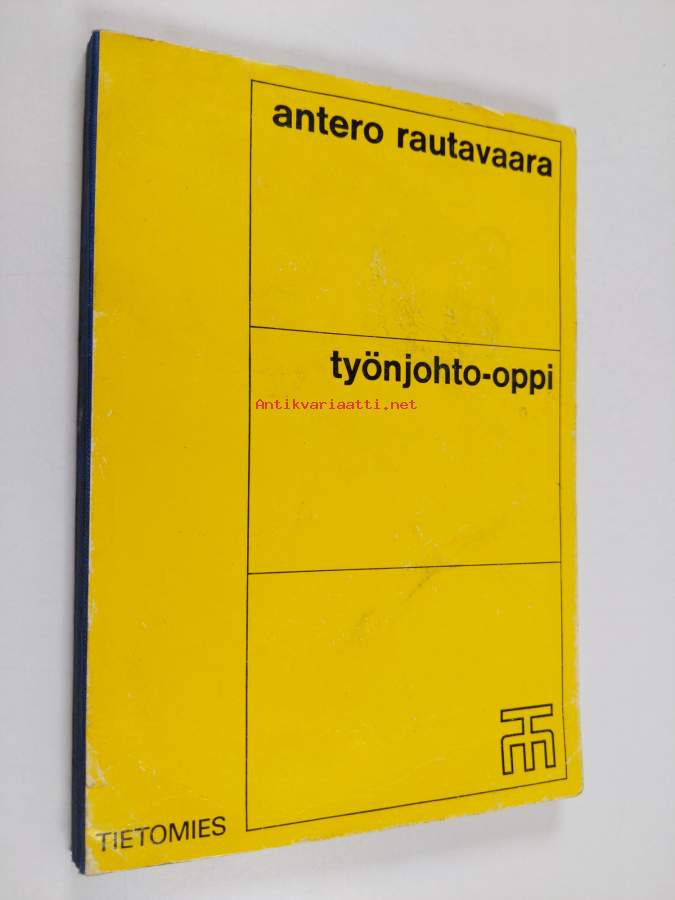 antero rautavaara
työnjohto-oppi
Antikvariaatti.net
TIETOMIES